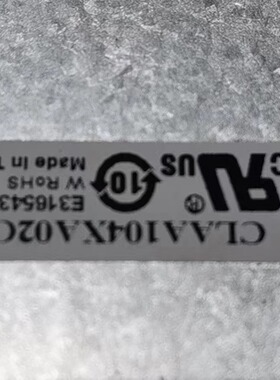 CLAA104XA02C
E316543
W RoHS
Made in T
10
c
US